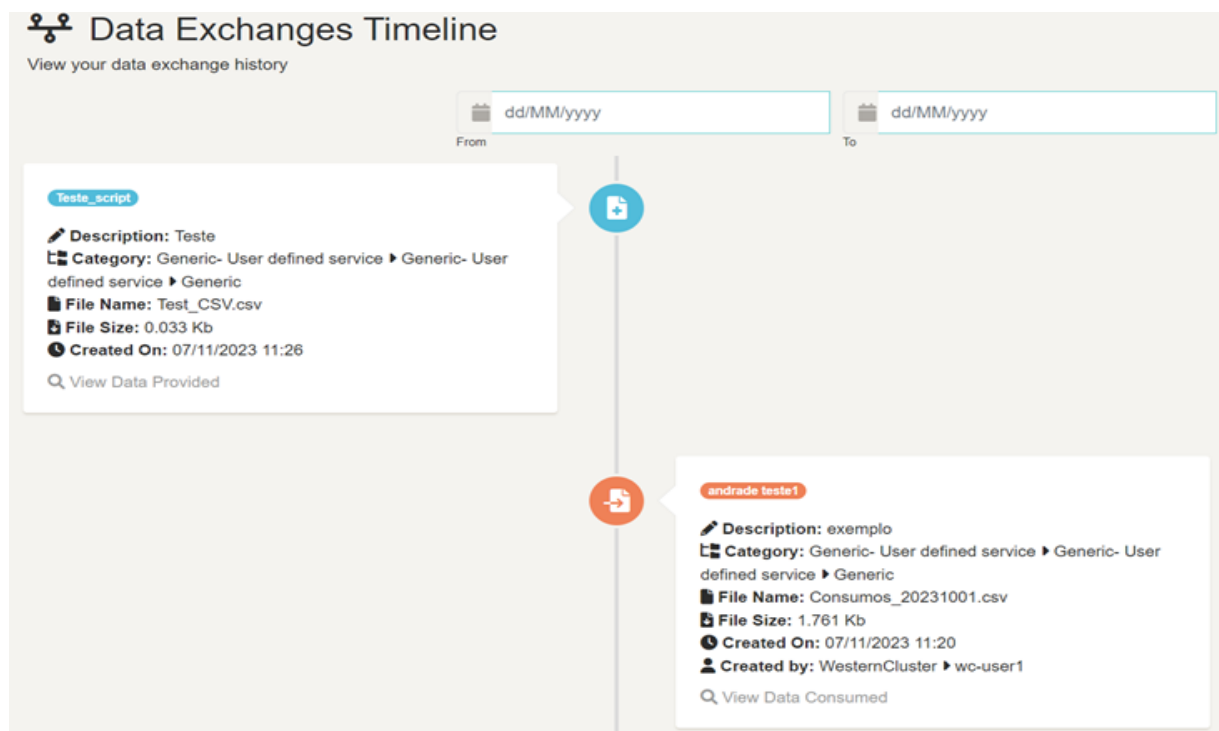 Data Exchanges Timeline
View your data exchange history
dd/MM/yyyy
dd/MM/yyyy
From
To
Teste_script
Description: Teste
Category: Generic- User defined service Generic- User
defined service Generic
File Name: Test_CSV.csv
File Size: 0.033 Kb
Created On: 07/11/2023 11:26
View Data Provided
andrade teste1
Description: exemplo
Category: Generic- User defined service Generic- User
defined service Generic
File Name: Consumos_20231001.csv
File Size: 1.761 Kb
Created On: 07/11/2023 11:20
Created by: WesternCluster wc-user1
View Data Consumed